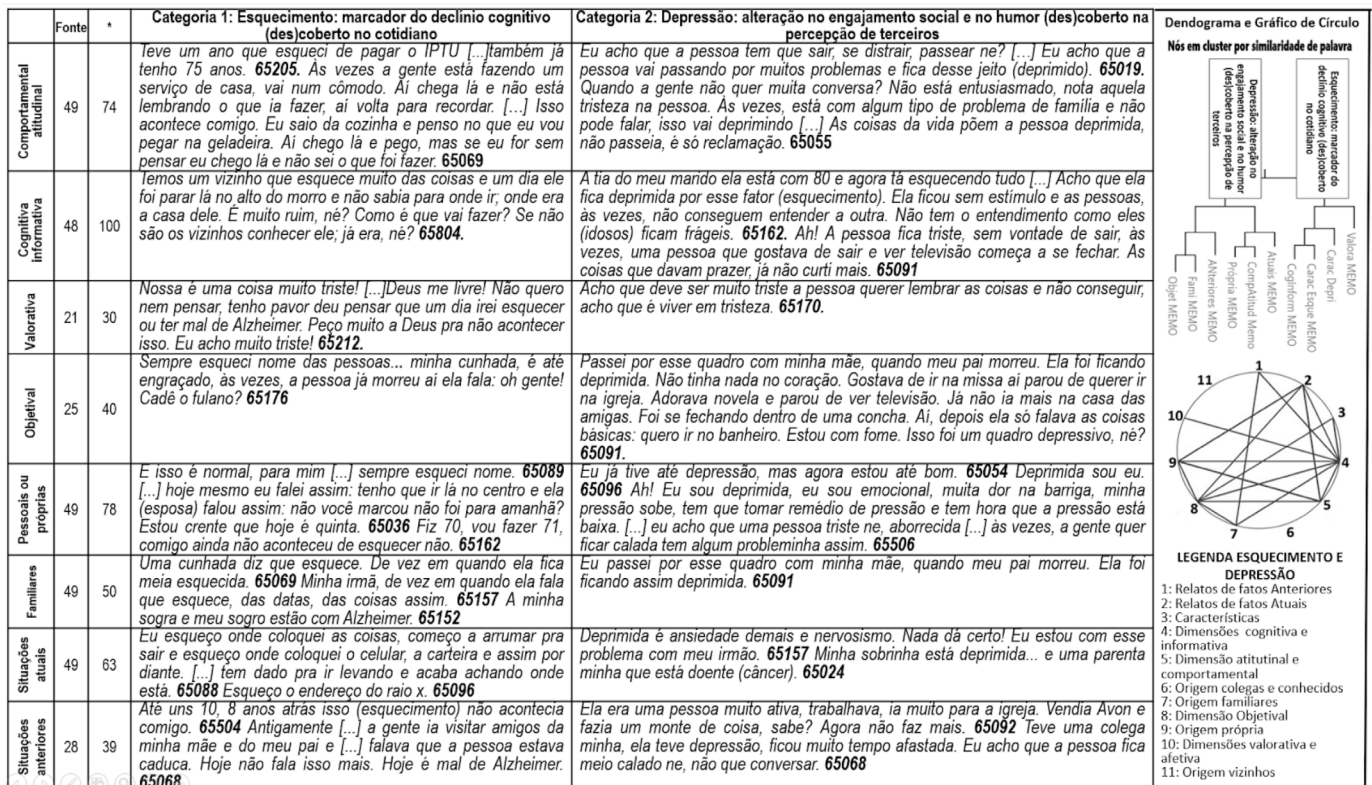 Fonte
*
Categoria 1: Esquecimento: marcador do declínio cognitivo
(des)coberto no cotidiano
Categoria 2: Depressão: alteração no engajamento social e no humor (des)coberto na
percepção de terceiros
Comportamental
atitudinal
49
74
Teve um ano que esqueci de pagar o IPTU [...]também já
tenho 75 anos. 65205. Às vezes a gente está fazendo um
serviço de casa, vai num cômodo. Aí chega lá e não está
lembrando o que ia fazer, aí volta para recordar. [...] Isso
acontece comigo. Eu saio da cozinha e penso no que eu vou
pegar na geladeira. Aí chego lá e pego, mas se eu for sem
pensar eu chego lá e não sei o que foi fazer. 65069
Eu acho que a pessoa tem que sair, se distrair, passear ne? [...] Eu acho que a
pessoa vai passando por muitos problemas e fica desse jeito (deprimido). 65019.
Quando a gente não quer muita conversa? Não está entusiasmado, nota aquela
tristeza na pessoa. Às vezes, está com algum tipo de problema de família e não
pode falar, isso vai deprimindo [...] As coisas da vida põem a pessoa deprimida,
não passeia, é só reclamação. 65055
Cognitiva
informativa
48
100
Temos um vizinho que esquece muito das coisas e um dia ele
foi parar lá no alto do morro e não sabia para onde ir; onde era
a casa dele. É muito ruim, né? Como é que vai fazer? Se não
são os vizinhos conhecer ele; já era, né? 65804.
A tia do meu marido ela está com 80 e agora tá esquecendo tudo [...] Acho que ela
fica deprimida por esse fator (esquecimento). Ela ficou sem estímulo e as pessoas,
às vezes, não conseguem entender a outra. Não tem o entendimento como eles
(idosos) ficam frágeis. 65162. Ah! A pessoa fica triste, sem vontade de sair, às
vezes, uma pessoa que gostava de sair e ver televisão começa a se fechar. As
coisas que davam prazer, já não curti mais. 65091
Valorativa
21
30
Nossa é uma coisa muito triste! [...]Deus me livre! Não quero
nem pensar, tenho pavor deu pensar que um dia irei esquecer
ou ter mal de Alzheimer. Peço muito a Deus pra não acontecer
isso. Eu acho muito triste! 65212.
Acho que deve ser muito triste a pessoa querer lembrar as coisas e não conseguir,
acho que é viver em tristeza. 65170.
Objetival
25
40
Sempre esqueci nome das pessoas... minha cunhada, é até
engraçado, às vezes, a pessoa já morreu aí ela fala: oh gente!
Cadê o fulano? 65176
Passei por esse quadro com minha mãe, quando meu pai morreu. Ela foi ficando
deprimida. Não tinha nada no coração. Gostava de ir na missa aí parou de querer ir
na igreja. Adorava novela e parou de ver televisão. Já não ia mais na casa das
amigas. Foi se fechando dentro de uma concha. Aí, depois ela só falava as coisas
básicas: quero ir no banheiro. Estou com fome. Isso foi um quadro depressivo, né?
65091.
Pessoais ou
próprias
49
78
E isso é normal, para mim [...] sempre esqueci nome. 65089
[...] hoje mesmo eu falei assim: tenho que ir lá no centro e ela
(esposa) falou assim: não você marcou não foi para amanhã?
Estou crente que hoje é quinta. 65036 Fiz 70, vou fazer 71,
comigo ainda não aconteceu de esquecer não. 65162
Eu já tive até depressão, mas agora estou até bom. 65054 Deprimida sou eu.
65096 Ah! Eu sou deprimida, eu sou emocional, muita dor na barriga, minha
pressão sobe, tem que tomar remédio de pressão e tem hora que a pressão está
baixa. [...] eu acho que uma pessoa triste ne, aborrecida [...] às vezes, a gente quer
ficar calada tem algum probleminha assim. 65506
Familiares
49
50
Uma cunhada diz que esquece. De vez em quando ela fica
meia esquecida. 65069 Minha irmã, de vez em quando ela fala
que esquece, das datas, das coisas assim. 65157 A minha
sogra e meu sogro estão com Alzheimer. 65152
Eu passei por esse quadro com minha mãe, quando meu pai morreu. Ela foi
ficando assim deprimida. 65091
Situações
atuais
49
63
Eu esqueço onde coloquei as coisas, começo a arrumar pra
sair e esqueço onde coloquei o celular, a carteira e assim por
diante. [...] tem dado pra ir levando e acaba achando onde
está. 65088 Esqueço o endereço do raio x. 65096
Deprimida é ansiedade demais e nervosismo. Nada dá certo! Eu estou com esse
problema com meu irmão. 65157 Minha sobrinha está deprimida... e uma parenta
minha que está doente (câncer). 65024
Situações
anteriores
28
39
Até uns 10, 8 anos atrás isso (esquecimento) não acontecia
comigo. 65504 Antigamente [...] a gente ia visitar amigos da
minha mãe e do meu pai e [...] falava que a pessoa estava
caduca. Hoje não fala isso mais. Hoje é mal de Alzheimer.
65068
Ela era uma pessoa muito ativa, trabalhava, ia muito para a igreja. Vendia Avon e
fazia um monte de coisa, sabe? Agora não faz mais. 65092 Teve uma colega
minha, ela teve depressão, ficou muito tempo afastada. Eu acho que a pessoa fica
meio calado ne, não que conversar. 65068
Dendograma e Gráfico de Círculo
Nós em cluster por similaridade de palavra
Depressão: alteração no
engajamento social e no humor
(des)coberto na percepção de
terceiros
Esquecimento: marcador do
declínio cognitivo (des)coberto
no cotidiano
Objet MEMO
Fami MEMO
ANteriores MEMO
Própria MEMO
CompAtitud Memo
Atuais MEMO
CogInform MEMO
Carac Esque MEMO
Carac Depri
Valora MEMO
1
2
3
4
5
6
7
8
9
10
11
LEGENDA ESQUECIMENTO E
DEPRESSÃO
1: Relatos de fatos Anteriores
2: Relatos de fatos Atuais
3: Características
4: Dimensões cognitiva e
informativa
5: Dimensão atitutinal e
comportamental
6: Origem colegas e conhecidos
7: Origem familiares
8: Dimensão Objetival
9: Origem própria
10: Dimensões valorativa e
afetiva
11: Origem vizinhos